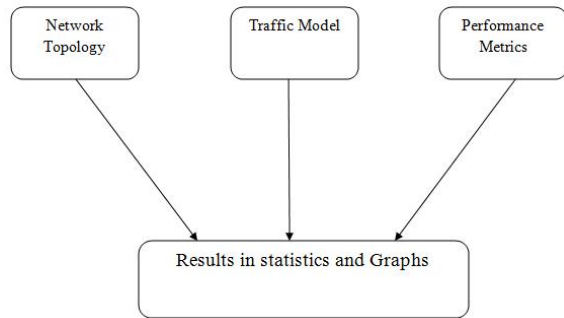 Network
Topology
Traffic Model
Performance
Metrics
Results in statistics and Graphs